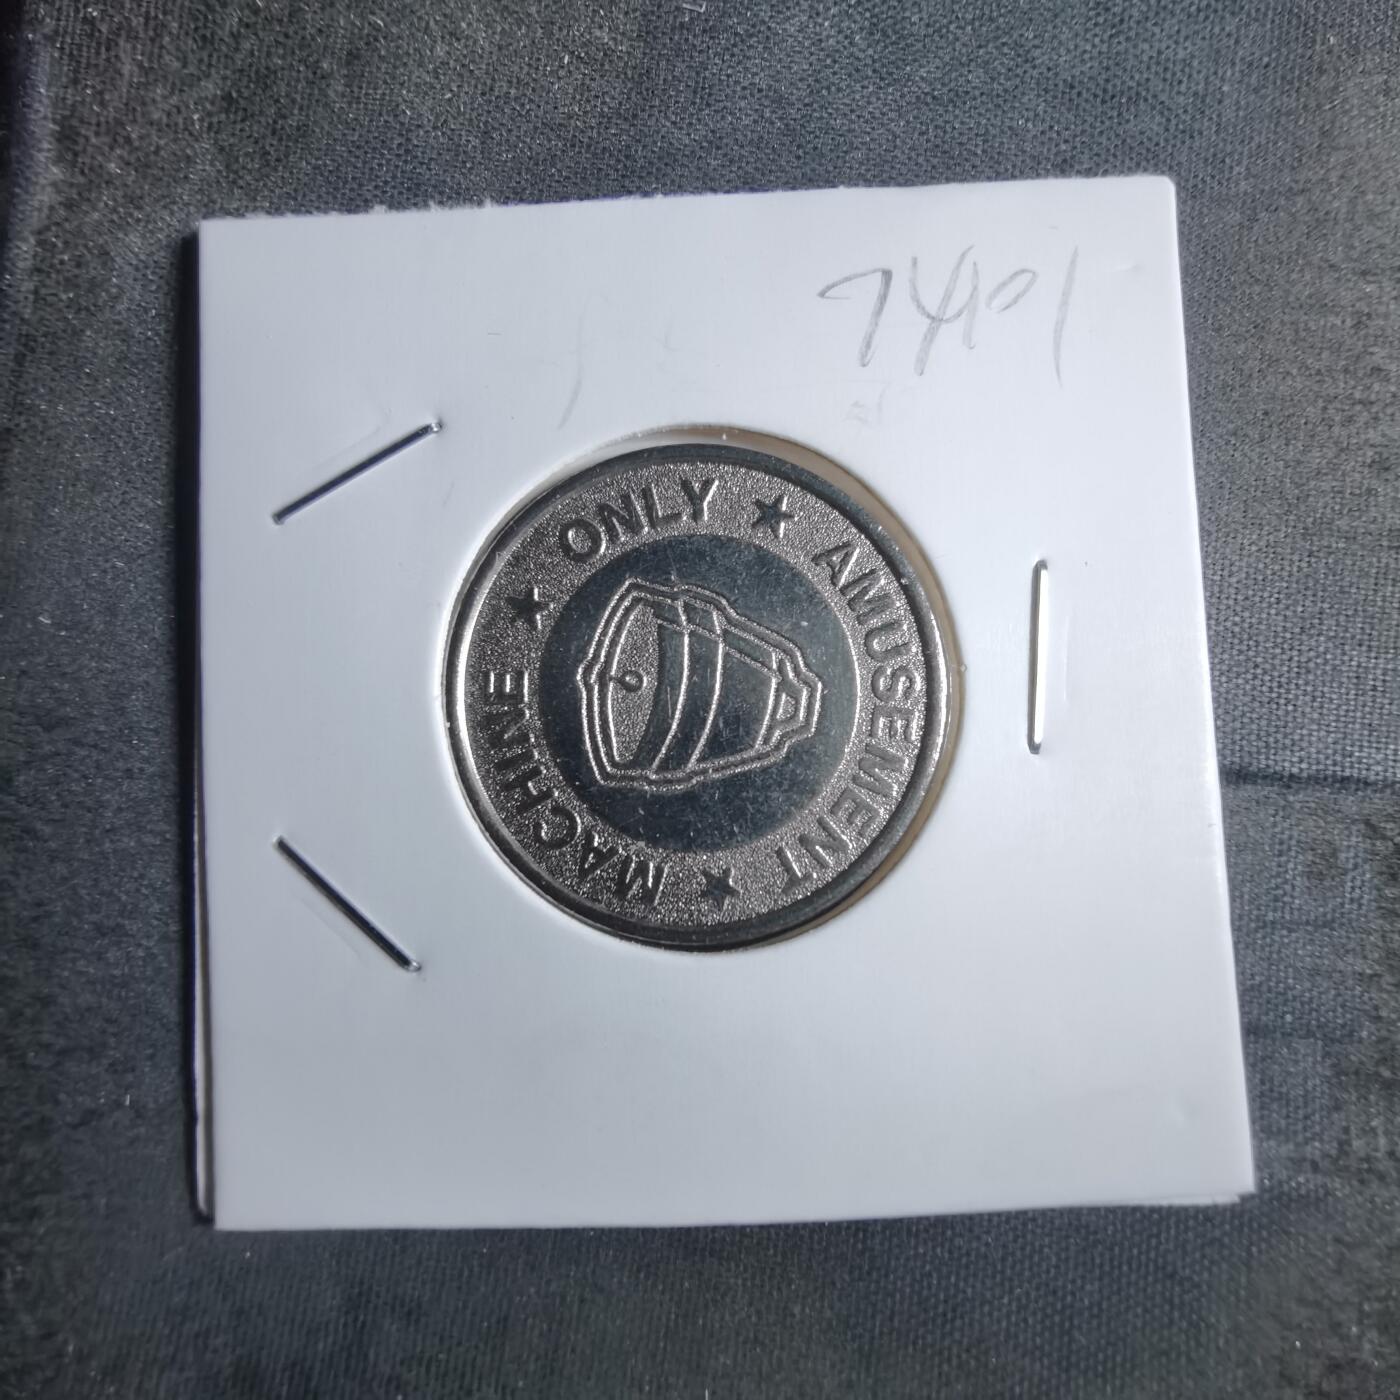 7401
ONLY ★ AMUSEMENT ★ MACHINE ★